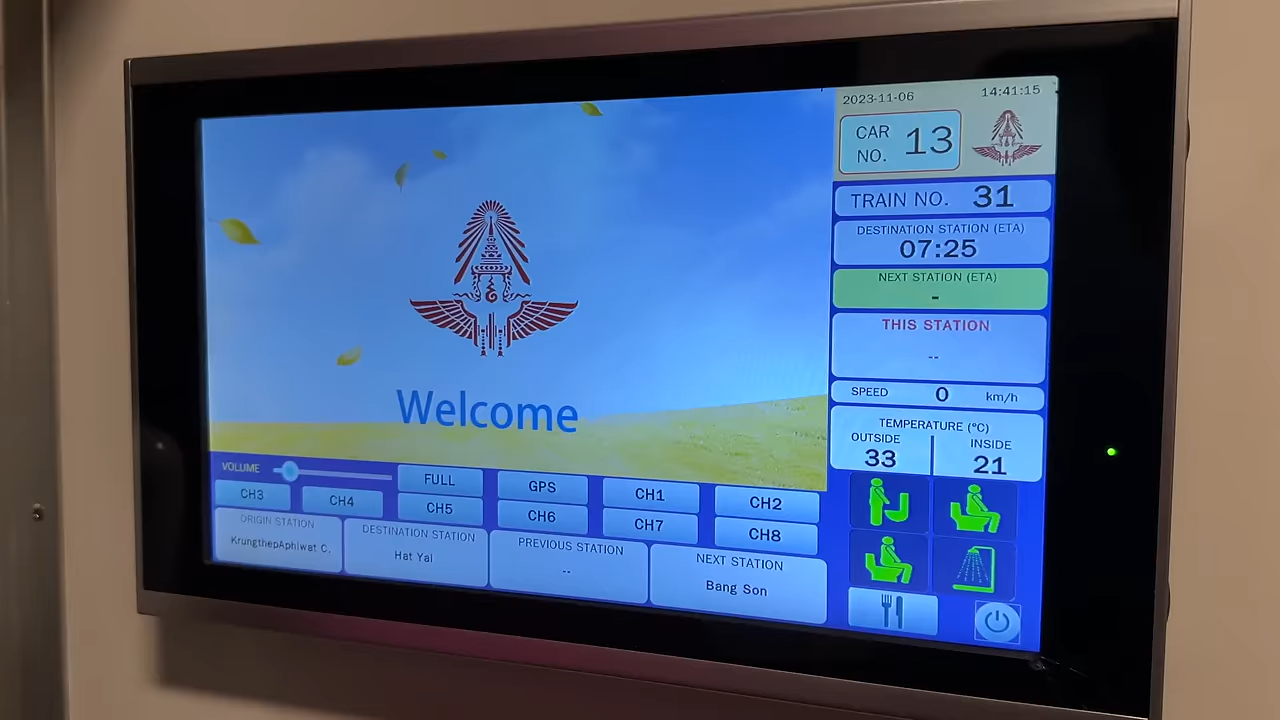 2023-11-06 14:41:15
CAR NO. 13
TRAIN NO. 31
DESTINATION STATION (ETA)
07:25
NEXT STATION (ETA)
-
THIS STATION
--
SPEED 0 km/h
TEMPERATURE (°C)
OUTSIDE INSIDE
33 21
Welcome
VOLUME FULL GPS CH1 CH2
CH3 CH4 CH5 CH6 CH7 CH8
ORIGIN STATION
KrungthepAphiwat C.
DESTINATION STATION
Hat Yai
PREVIOUS STATION
--
NEXT STATION
Bang Son